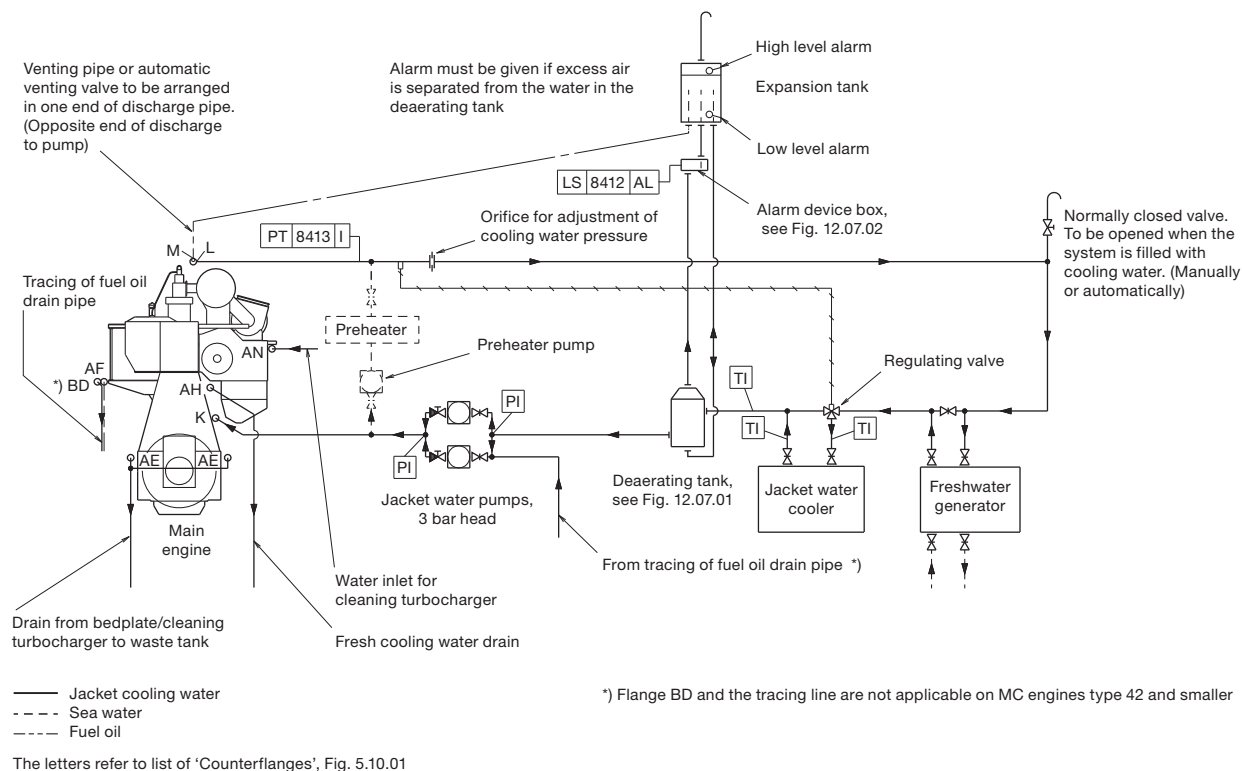 High level alarm
Expansion tank
Low level alarm
Venting pipe or automatic
venting valve to be arranged
in one end of discharge pipe.
(Opposite end of discharge
to pump)
Alarm must be given if excess air
is separated from the water in the
deaerating tank
LS 8412 AL
Alarm device box,
see Fig. 12.07.02
Orifice for adjustment of
cooling water pressure
PT 8413 I
Normally closed valve.
To be opened when the
system is filled with
cooling water. (Manually
or automatically)
M
L
Tracing of fuel oil
drain pipe
Preheater
Preheater pump
Regulating valve
AN
AF
*) BD
AH
K
AE
AE
PI
PI
TI
TI
TI
Main
engine
Jacket water pumps,
3 bar head
Deaerating tank,
see Fig. 12.07.01
Jacket water
cooler
Freshwater
generator
From tracing of fuel oil drain pipe *)
Water inlet for
cleaning turbocharger
Drain from bedplate/cleaning
turbocharger to waste tank
Fresh cooling water drain
Jacket cooling water
Sea water
Fuel oil
*) Flange BD and the tracing line are not applicable on MC engines type 42 and smaller
The letters refer to list of ‘Counterflanges’, Fig. 5.10.01